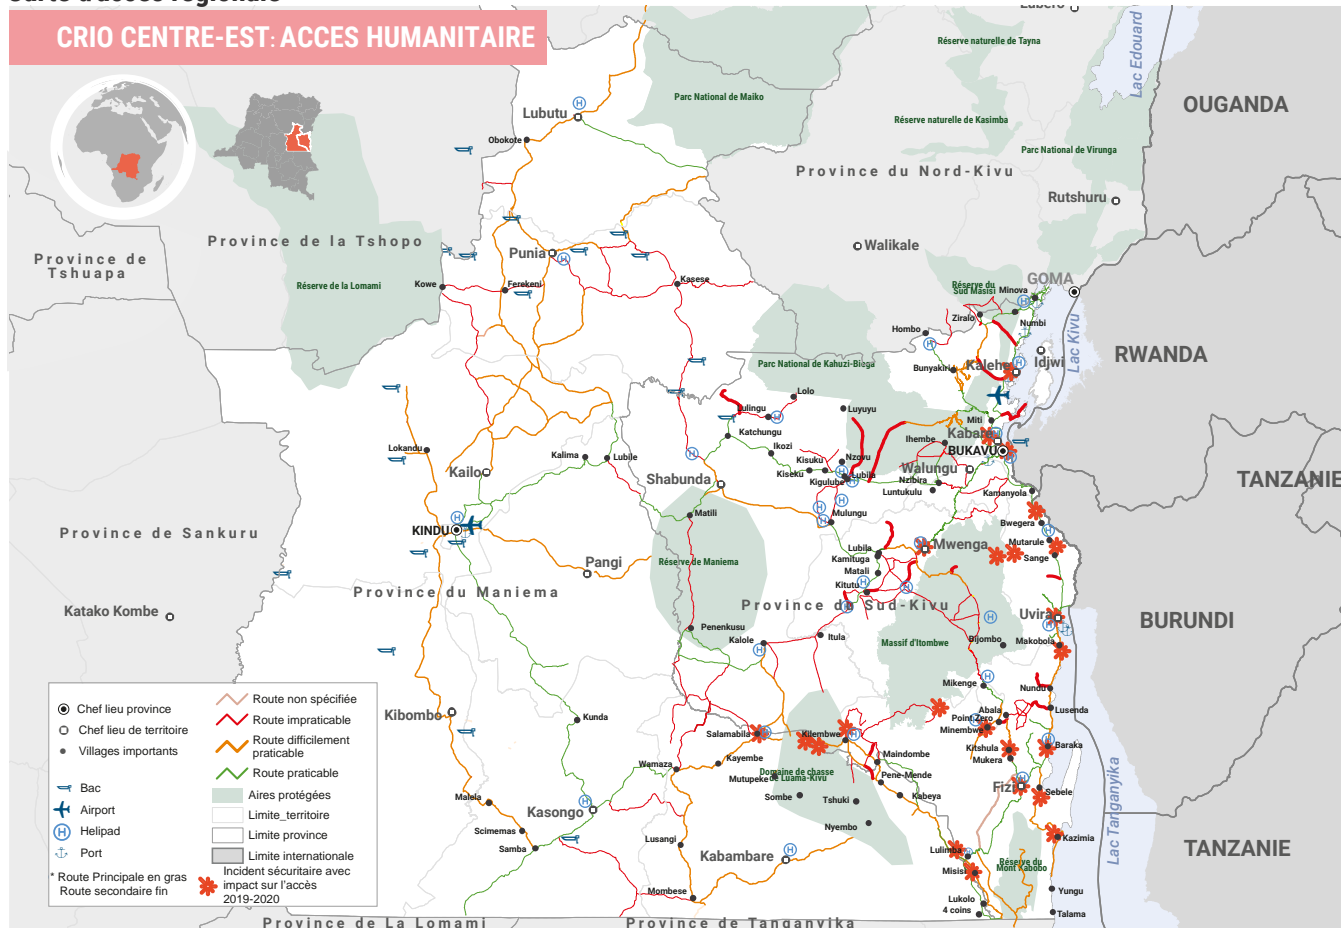 CRIO CENTRE-EST: ACCES HUMANITAIRE
Réserve naturelle de Tayna
Lac Edouard
OUGANDA
Parc National de Maiko
Lubutu
Réserve naturelle de Kasimba
Obokote
Parc National de Virunga
Province du Nord-Kivu
Rutshuru
Province de la Tshopo
Walikale
Punia
Province de
Tshuapa
Réserve de la Lomami
Kowe
Ferekeni
Kasese
GOMA
Réserve du
Sud Masisi
Minova
Ziralo
Numbi
Hombo
Lac Kivu
RWANDA
Parc National de Kahuzi-Biega
Bunyakiri
Kalehe
Idjwi
Lolo
Lulingu
Luyuyu
Miti
Katchungu
Ihembe
Kabare
BUKAVU
Lokandu
Ikozi
Kalima
Lubile
Kisuku
Nzovu
Kailo
Kiseku
Lubila
Walungu
TANZANIE
Shabunda
Kigulube
Nzibira
Luntukulu
Kamanyola
Matili
Mulungu
Bwegera
KINDU
Province de Sankuru
Mutarule
Lubila
Mwenga
Sange
Pangi
Réserve de Maniema
Kamituga
Matali
Kitutu
Province du Maniema
Province du Sud-Kivu
Katako Kombe
Uvira
BURUNDI
Penenkusu
Kalole
Itula
Massif d'Itombwe
Bijombo
Makobola
Mikenge
Nundu
Kibombo
Kunda
Abala
Lusenda
Point Zero
Minembwe
Salamabila
Kilembwe
Kitshula
Baraka
Mukera
Maindombe
Wamaza
Kayembe
Mutupeke
Domaine de chasse
de Luama-Kivu
Pene-Mende
Fizi
Sebele
Sombe
Tshuki
Kabeya
Malela
Kasongo
Lac Tanganyika
Nyembo
Scimemas
Samba
Lusangi
Kazimia
Kabambare
Lulimba
TANZANIE
Misisi
Réserve du
Mont Kabobo
Mombese
Yungu
Lukolo
4 coins
Talama
Province de La Lomami
Province de Tanganyika
Chef lieu province
Chef lieu de territoire
Villages importants
Bac
Airport
Helipad
Port
* Route Principale en gras
Route secondaire fin
Route non spécifiée
Route impraticable
Route difficilement
praticable
Route praticable
Aires protégées
Limite_territoire
Limite province
Limite internationale
Incident sécuritaire avec
impact sur l'accès
2019-2020